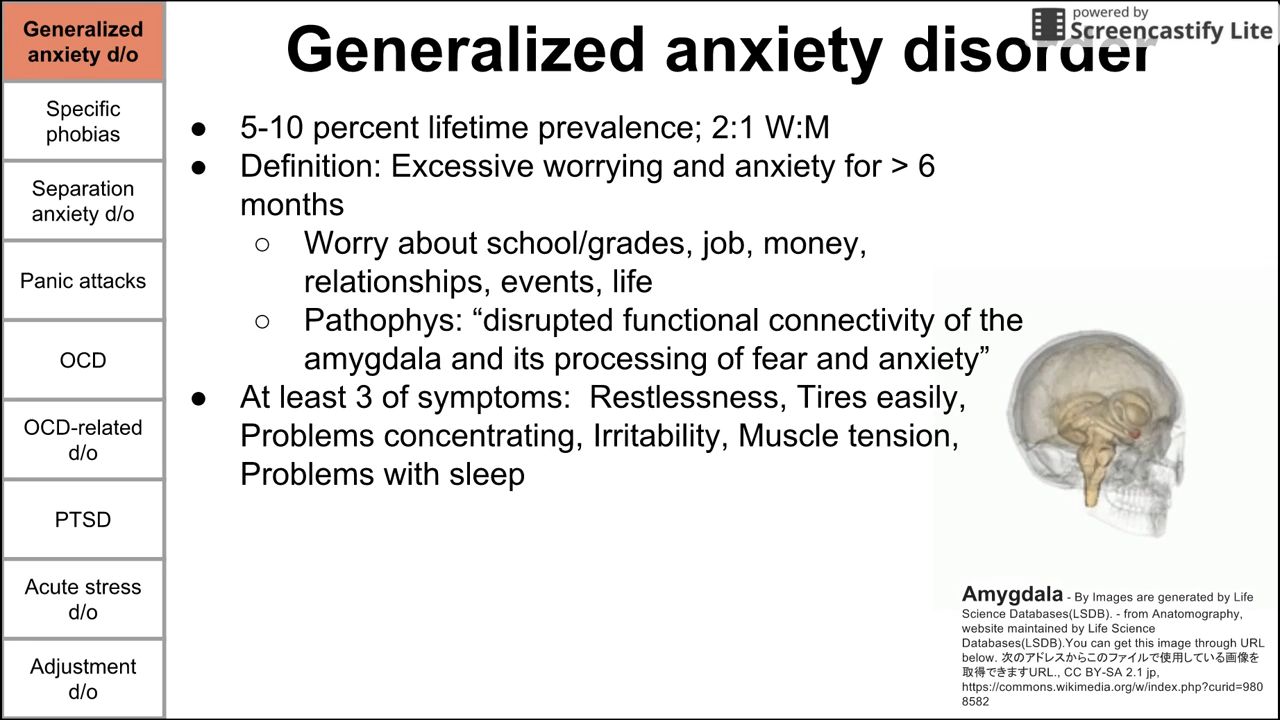 Generalized
anxiety d/o
Specific
phobias
Separation
anxiety d/o
Panic attacks
OCD
OCD-related
d/o
PTSD
Acute stress
d/o
Adjustment
d/o
powered by
Screencastify Lite
Generalized anxiety disorder
● 5-10 percent lifetime prevalence; 2:1 W:M
● Definition: Excessive worrying and anxiety for > 6
months
○ Worry about school/grades, job, money,
relationships, events, life
○ Pathophys: “disrupted functional connectivity of the
amygdala and its processing of fear and anxiety”
● At least 3 of symptoms:  Restlessness, Tires easily,
Problems concentrating, Irritability, Muscle tension,
Problems with sleep
Amygdala - By Images are generated by Life
Science Databases(LSDB). - from Anatomography,
website maintained by Life Science
Databases(LSDB).You can get this image through URL
below. 次のアドレスからこのファイルで使用している画像を
取得できますURL., CC BY-SA 2.1 jp,
https://commons.wikimedia.org/w/index.php?curid=980
8582